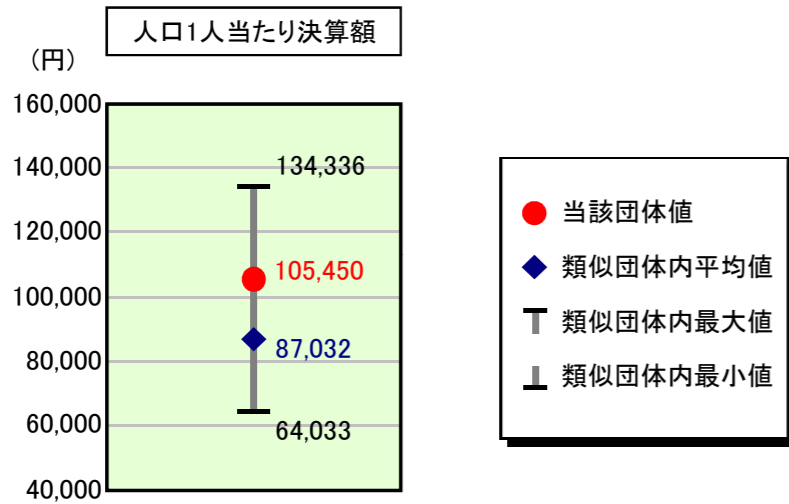 人口1人当たり決算額
(円)
160,000
140,000
120,000
100,000
80,000
60,000
40,000
134,336
105,450
87,032
64,033
当該団体値
類似団体内平均値
類似団体内最大値
類似団体内最小値